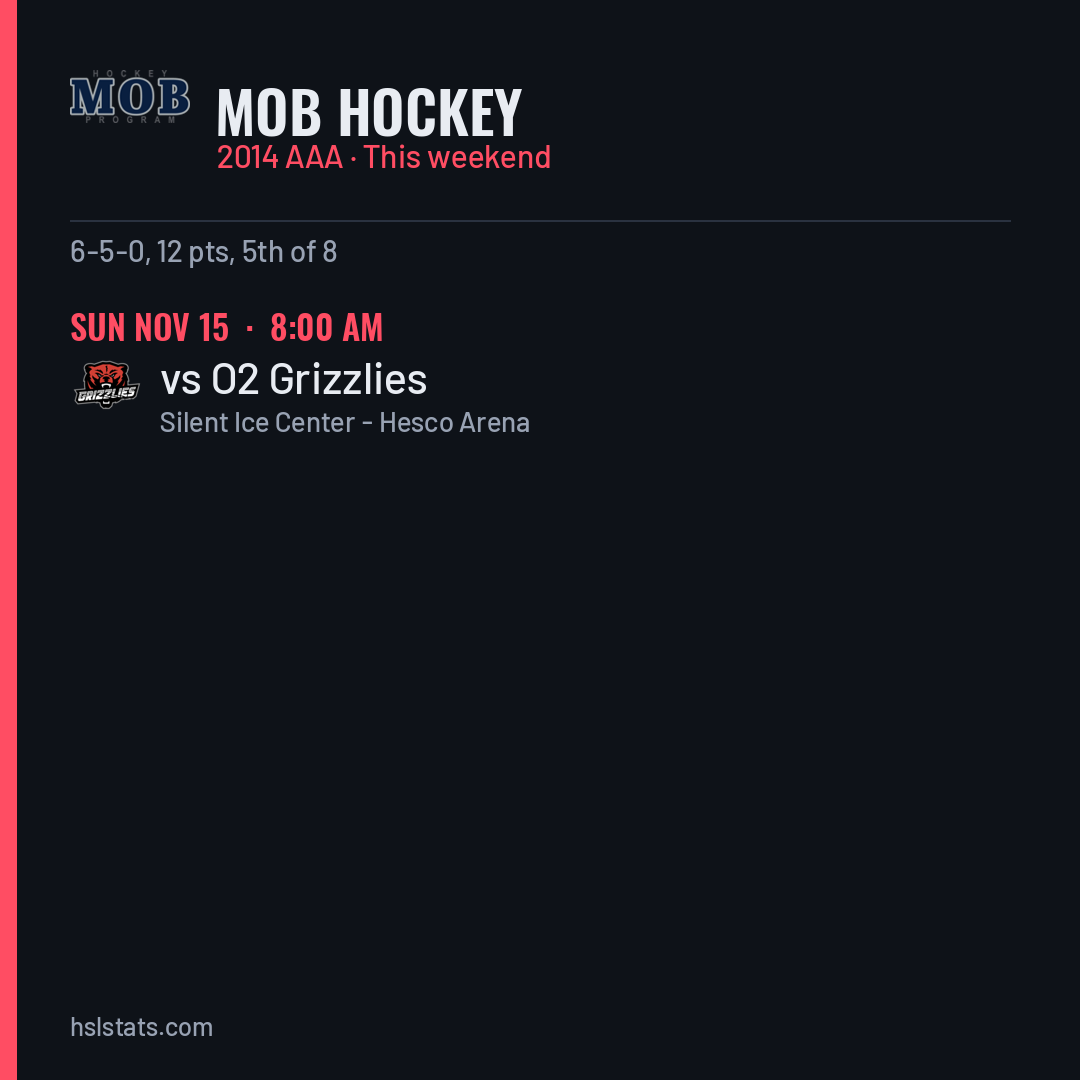 HOCKEY
MOB
PROGRAM
MOB HOCKEY
2014 AAA · This weekend
6-5-0, 12 pts, 5th of 8
SUN NOV 15 · 8:00 AM
GRIZZLIES
vs O2 Grizzlies
Silent Ice Center - Hesco Arena
hslstats.com